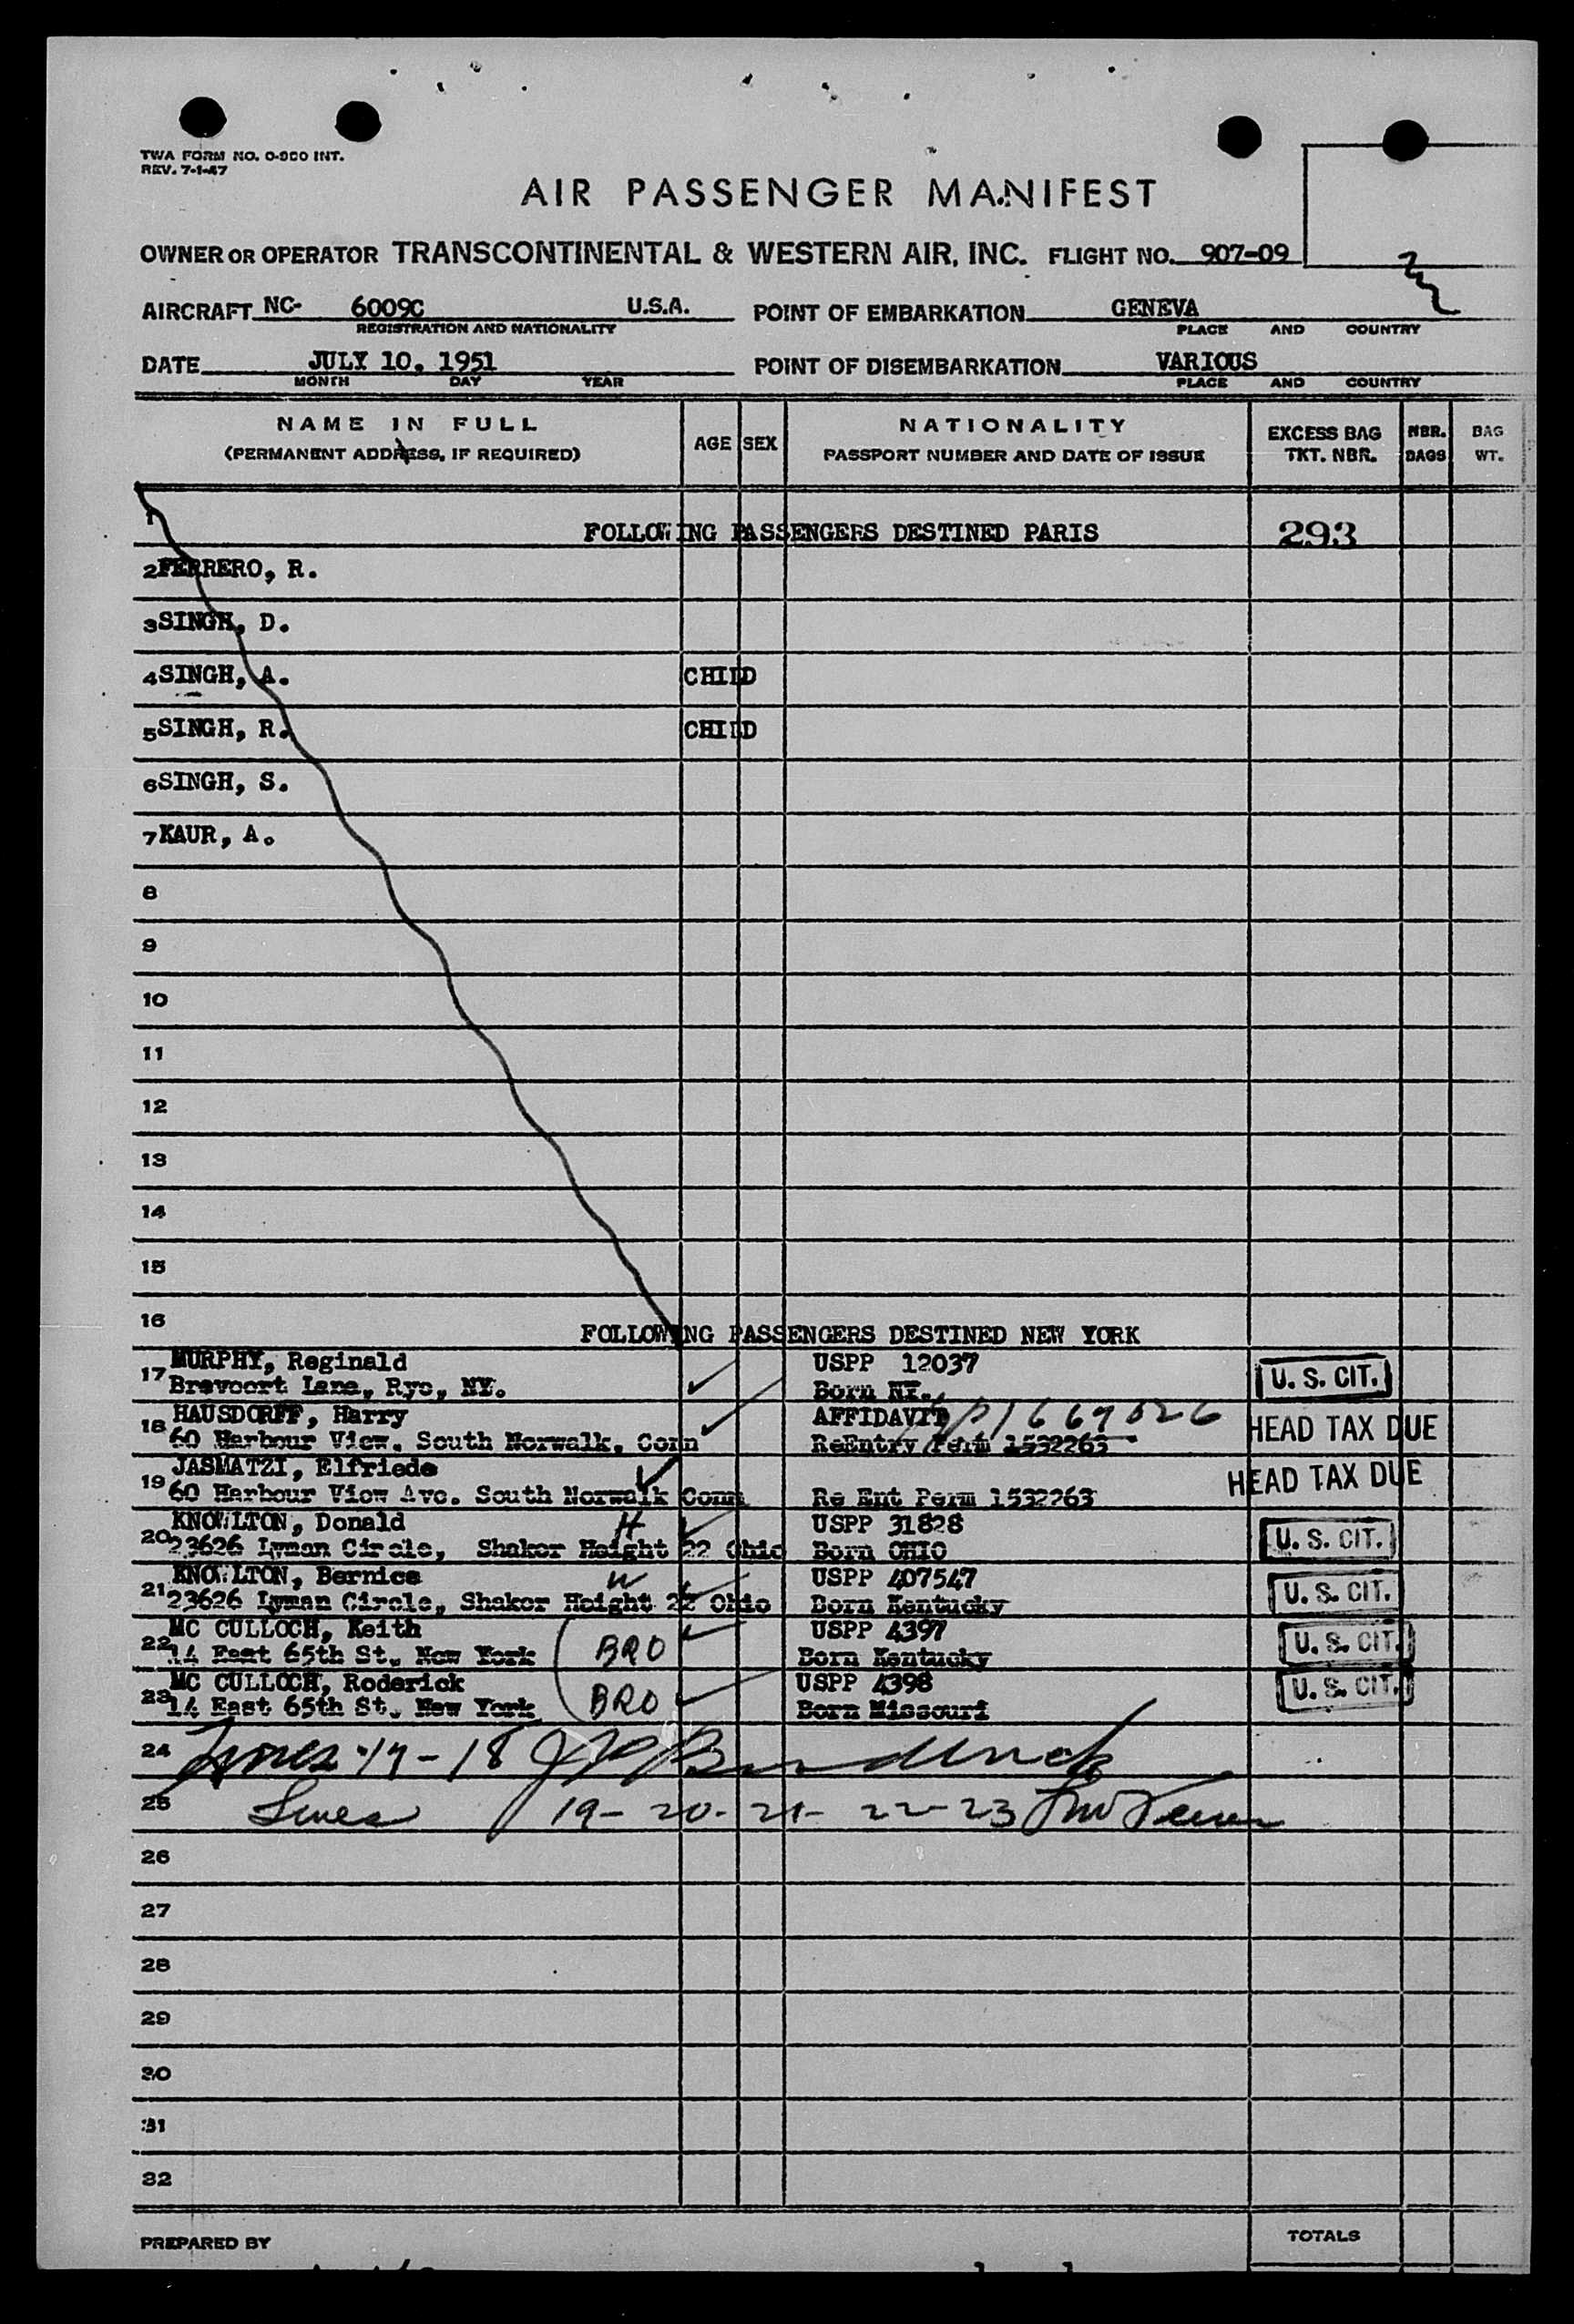 TWA FORM NO. O-900 INT.
REV. 7-1-47
AIR PASSENGER MANIFEST
OWNER OR OPERATOR TRANSCONTINENTAL & WESTERN AIR, INC. FLIGHT NO. 907-09
AIRCRAFT NC- 6009C U.S.A. POINT OF EMBARKATION GENEVA
REGISTRATION AND NATIONALITY PLACE AND COUNTRY
DATE JULY 10, 1951 POINT OF DISEMBARKATION VARIOUS
MONTH DAY YEAR PLACE AND COUNTRY
NAME IN FULL AGE SEX NATIONALITY EXCESS BAG NBR. BAG
(PERMANENT ADDRESS, IF REQUIRED) PASSPORT NUMBER AND DATE OF ISSUE TKT. NBR. BAGS WT.
1 FOLLOWING PASSENGERS DESTINED PARIS 293
2 FERRERO, R.
3 SINGH, D.
4 SINGH, A. CHILD
5 SINGH, R. CHILD
6 SINGH, S.
7 KAUR, A.
8
9
10
11
12
13
14
15
16 FOLLOWING PASSENGERS DESTINED NEW YORK
17 MURPHY, Reginald USPP 12037 U. S. CIT.
Brevoort Lane, Rye, NY. Born NY.
18 HAUSDORFF, Harry AFFIDAVIT HEAD TAX DUE
60 Harbour View, South Norwalk, Conn ReEntry Perm 1532263
19 JASMATZI, Elfriede HEAD TAX DUE
60 Harbour View Ave. South Norwalk Conn Re Ent Perm 1532263
20 KNOWLTON, Donald H USPP 31828 U. S. CIT.
23626 Lyman Circle, Shaker Height 22 Ohio Born OHIO
21 KNOWLTON, Bernice W USPP 407547 U. S. CIT.
23626 Lyman Circle, Shaker Height 22 Ohio Born Kentucky
22 MC CULLOCH, Keith BRO USPP 4397 U. S. CIT.
14 East 65th St, New York Born Kentucky
23 MC CULLOCH, Roderick BRO USPP 4398 U. S. CIT.
14 East 65th St, New York Born Missouri
24 Lines 17-18
25 Lines 19-20-21-22-23
26
27
28
29
30
31
32
PREPARED BY TOTALS